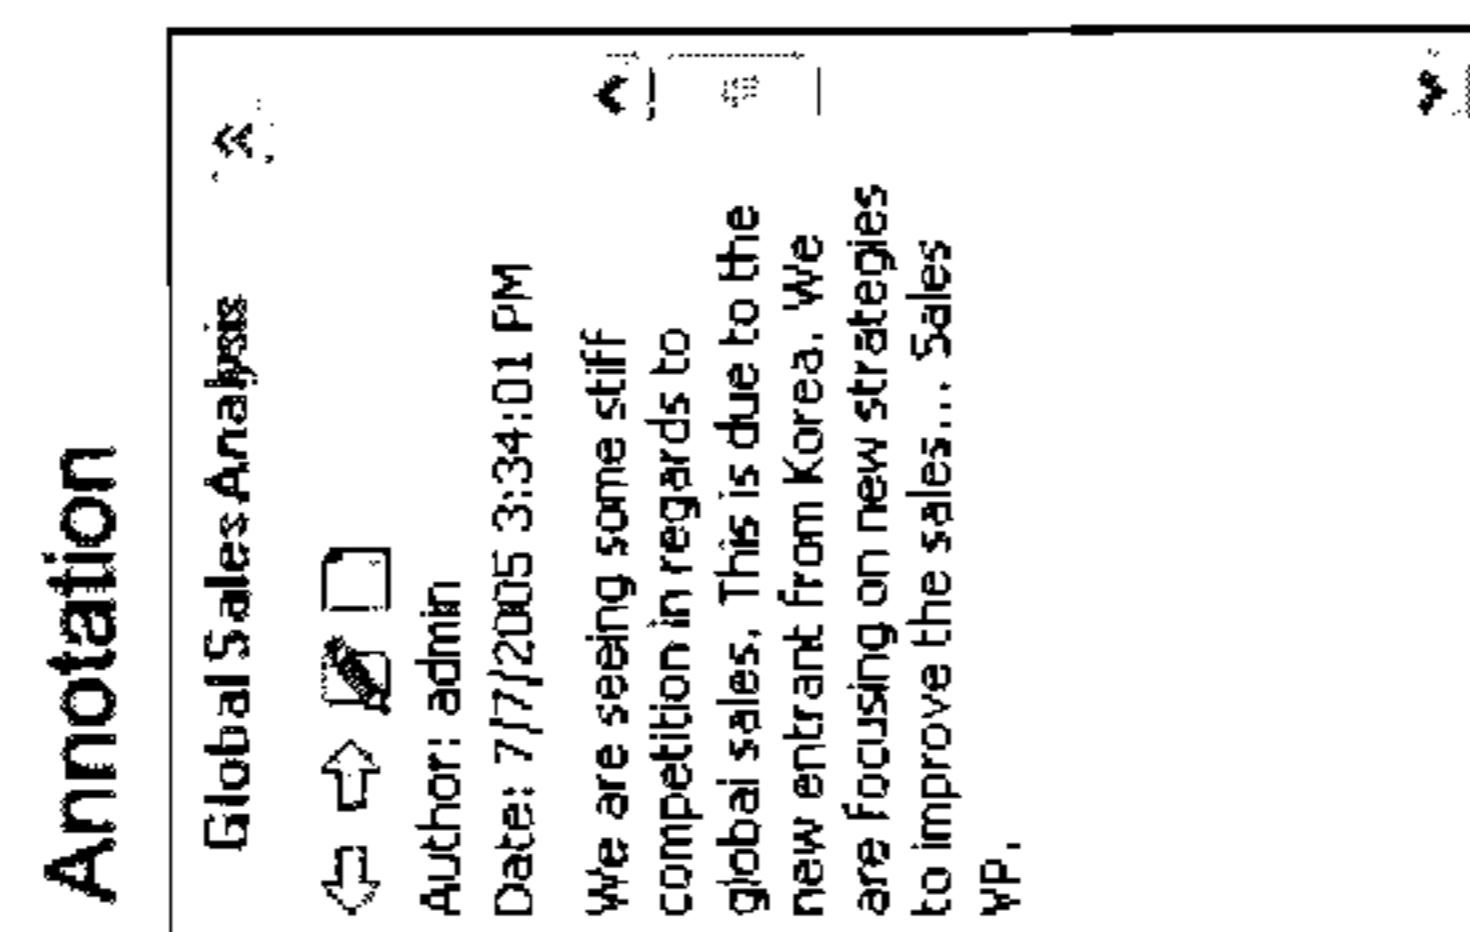 Annotation
Global Sales Analysis
Author: admin
Date: 7/7/2005 3:34:01 PM
We are seeing some stiff
competition in regards to
global sales. This is due to the
new entrant from Korea. We
are focusing on new strategies
to improve the sales... Sales
VP.